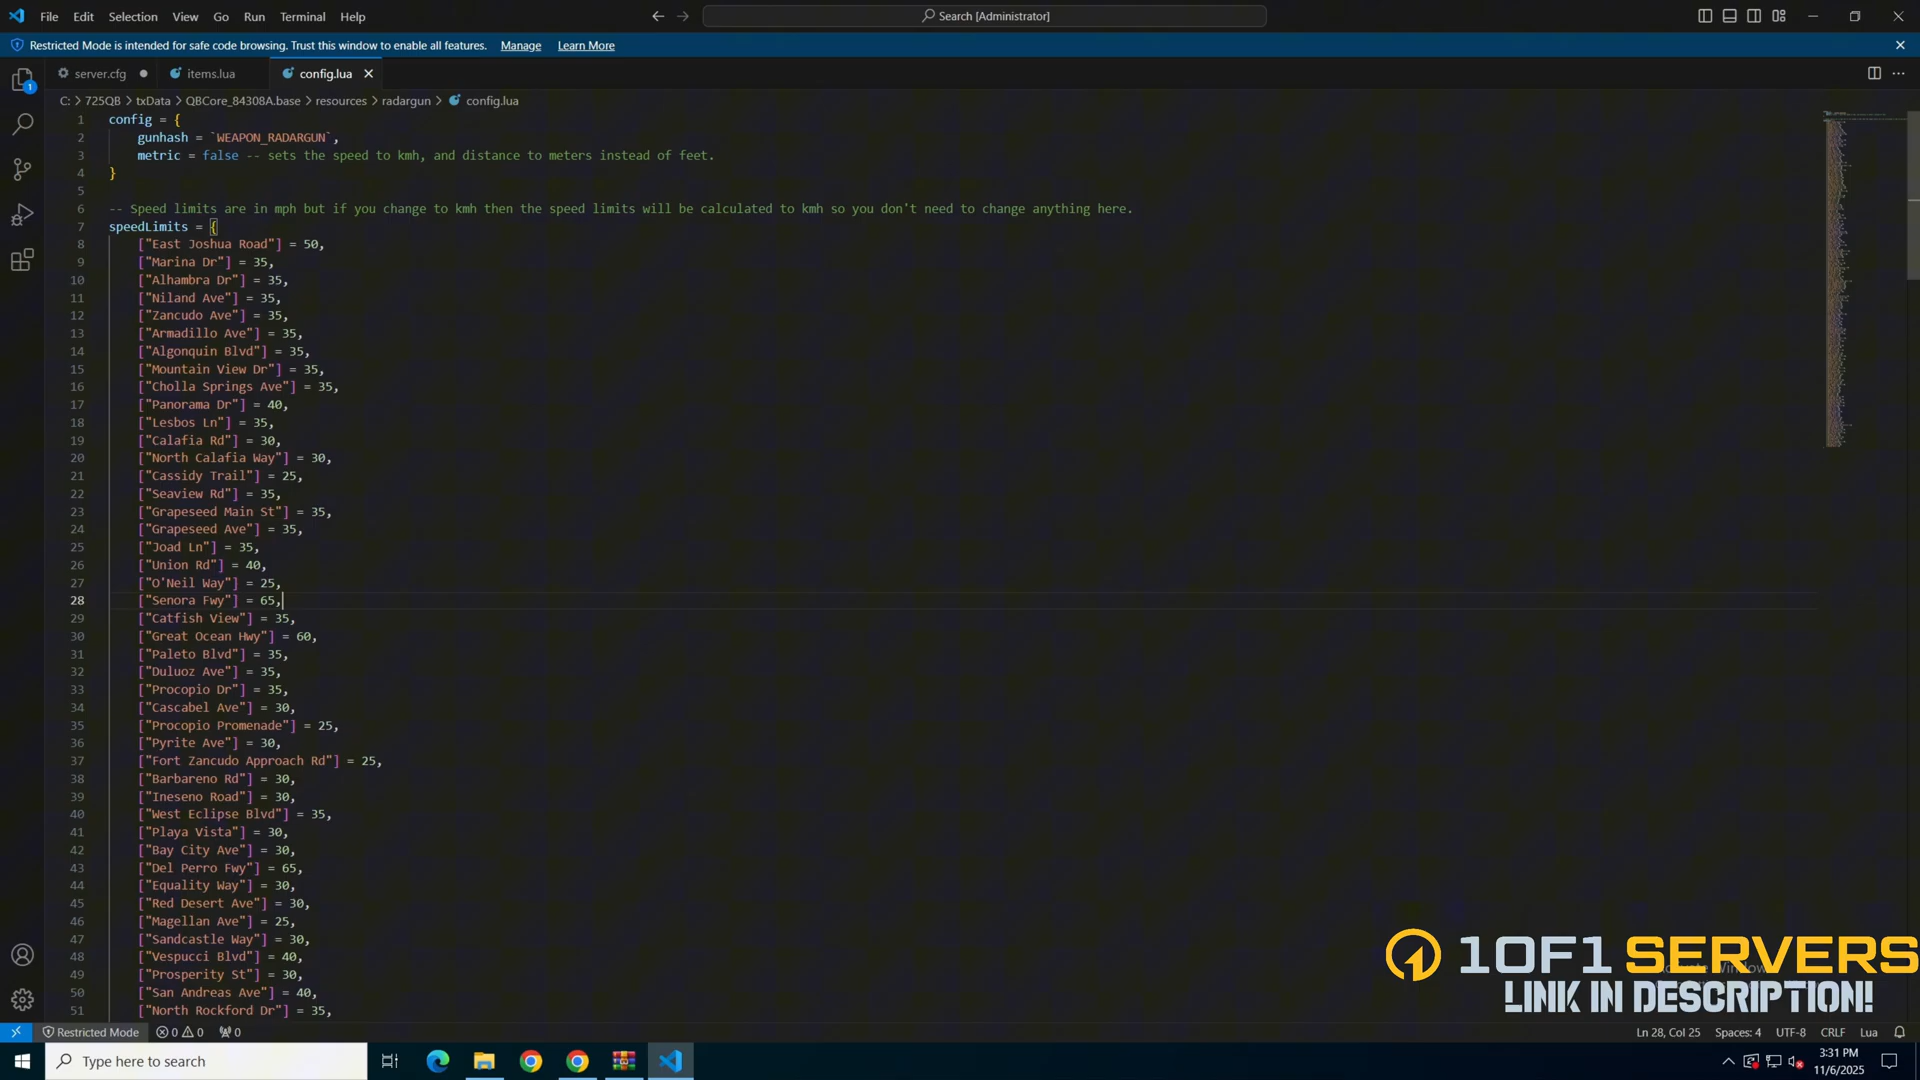 File Edit Selection View Go Run Terminal Help
Search [Administrator]
Restricted Mode is intended for safe code browsing. Trust this window to enable all features. Manage Learn More
server.cfg items.lua config.lua
1
C: > 725QB > txData > QBCore_84308A.base > resources > radargun > config.lua
1 config = {
2 gunhash = `WEAPON_RADARGUN`,
3 metric = false -- sets the speed to kmh, and distance to meters instead of feet.
4 }
5
6 -- Speed limits are in mph but if you change to kmh then the speed limits will be calculated to kmh so you don't need to change anything here.
7 speedLimits = {
8 ["East Joshua Road"] = 50,
9 ["Marina Dr"] = 35,
10 ["Alhambra Dr"] = 35,
11 ["Niland Ave"] = 35,
12 ["Zancudo Ave"] = 35,
13 ["Armadillo Ave"] = 35,
14 ["Algonquin Blvd"] = 35,
15 ["Mountain View Dr"] = 35,
16 ["Cholla Springs Ave"] = 35,
17 ["Panorama Dr"] = 40,
18 ["Lesbos Ln"] = 35,
19 ["Calafia Rd"] = 30,
20 ["North Calafia Way"] = 30,
21 ["Cassidy Trail"] = 25,
22 ["Seaview Rd"] = 35,
23 ["Grapeseed Main St"] = 35,
24 ["Grapeseed Ave"] = 35,
25 ["Joad Ln"] = 35,
26 ["Union Rd"] = 40,
27 ["O'Neil Way"] = 25,
28 ["Senora Fwy"] = 65,
29 ["Catfish View"] = 35,
30 ["Great Ocean Hwy"] = 60,
31 ["Paleto Blvd"] = 35,
32 ["Duluoz Ave"] = 35,
33 ["Procopio Dr"] = 35,
34 ["Cascabel Ave"] = 30,
35 ["Procopio Promenade"] = 25,
36 ["Pyrite Ave"] = 30,
37 ["Fort Zancudo Approach Rd"] = 25,
38 ["Barbareno Rd"] = 30,
39 ["Ineseno Road"] = 30,
40 ["West Eclipse Blvd"] = 35,
41 ["Playa Vista"] = 30,
42 ["Bay City Ave"] = 30,
43 ["Del Perro Fwy"] = 65,
44 ["Equality Way"] = 30,
45 ["Red Desert Ave"] = 30,
46 ["Magellan Ave"] = 25,
47 ["Sandcastle Way"] = 30,
48 ["Vespucci Blvd"] = 40,
49 ["Prosperity St"] = 30,
50 ["San Andreas Ave"] = 40,
51 ["North Rockford Dr"] = 35,
1OF1 SERVERS
LINK IN DESCRIPTION!
Restricted Mode 0 0 0
Ln 28, Col 25 Spaces: 4 UTF-8 CRLF Lua
Type here to search
3:31 PM
11/6/2025